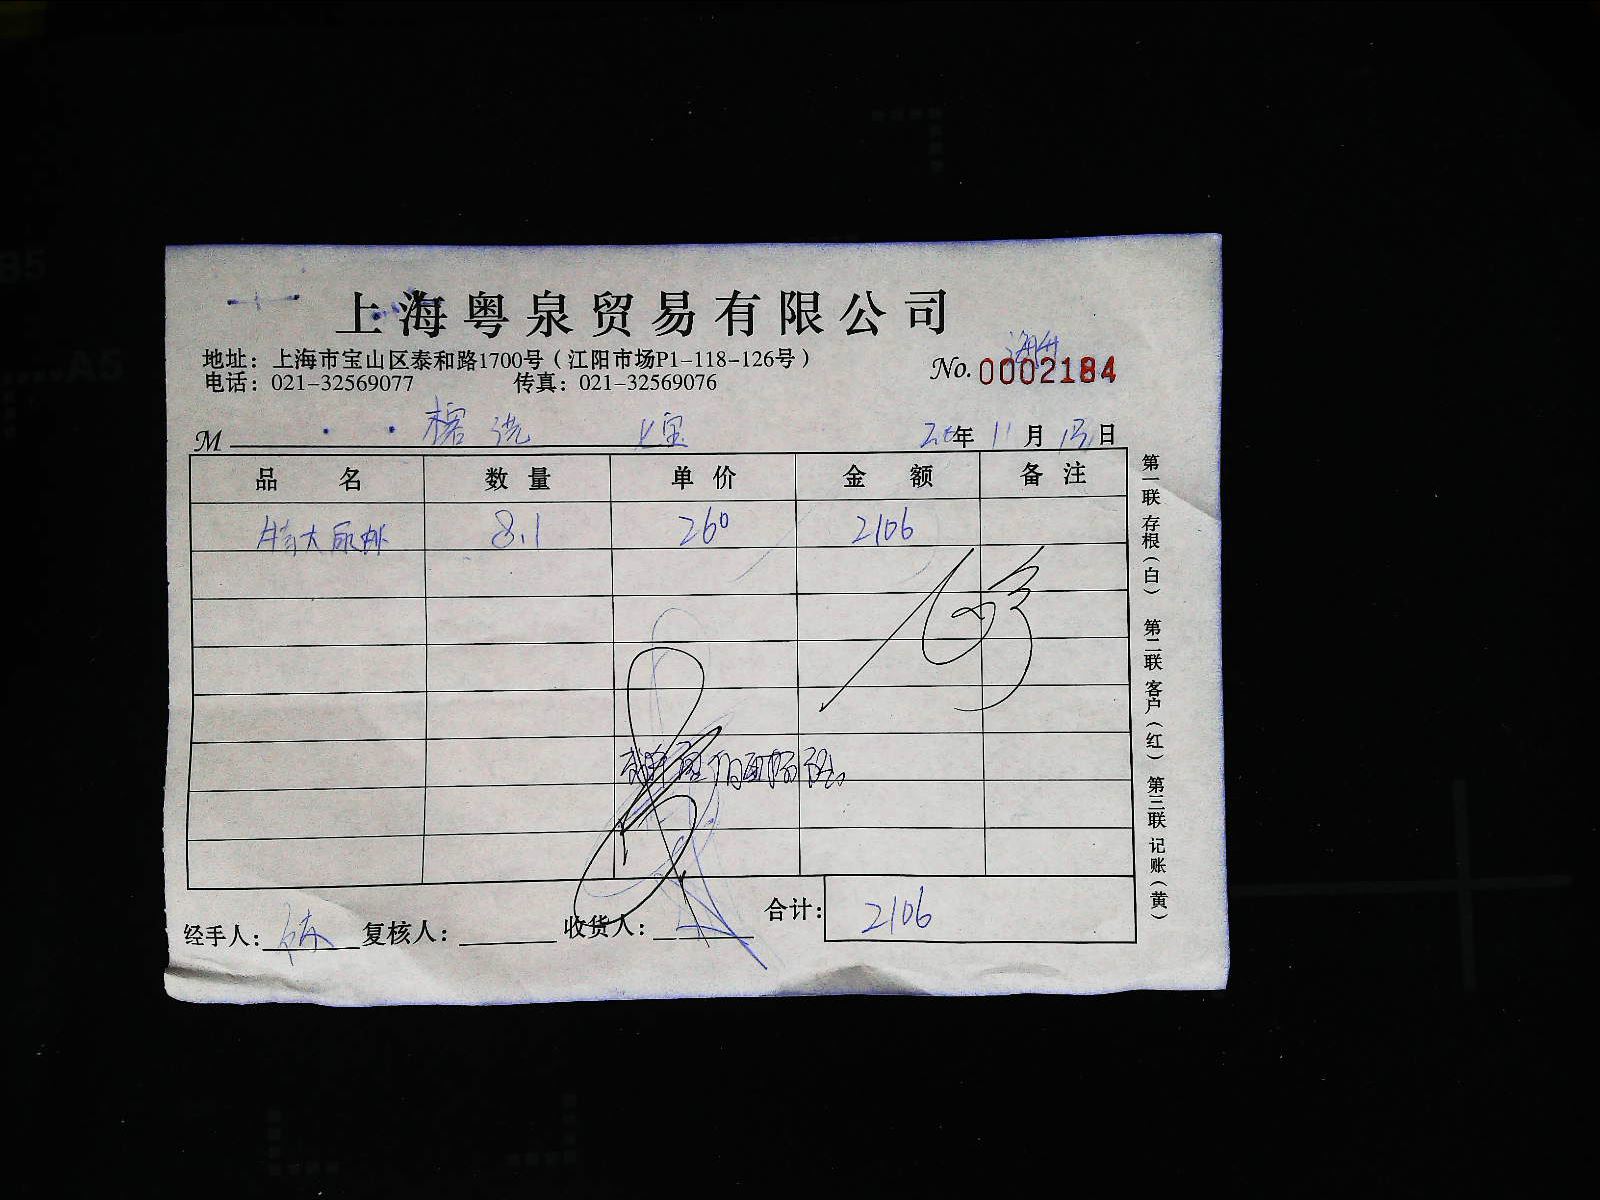 上海粤泉贸易有限公司
地址：上海市宝山区泰和路1700号（江阳市场P1-118-126号）
电话：021-32569077 传真：021-32569076
No. 0002184
M
年 11 月 日
品名 数量 单价 金额 备注
特大 8.1 260 2106
经手人： 复核人： 收货人： 合计： 2106
第一联 存根（白） 第二联 客户（红） 第三联 记账（黄）